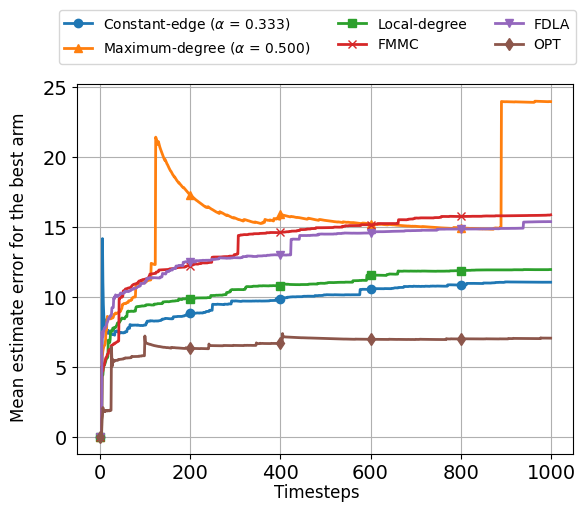 Constant-edge (α = 0.333)
Maximum-degree (α = 0.500)
Local-degree
FMMC
FDLA
OPT
Mean estimate error for the best arm
25
20
15
10
5
0
0 200 400 600 800 1000
Timesteps